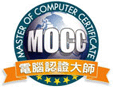 MASTER OF COMPUTER CERTIFICATE
MOCC
電腦認證大師